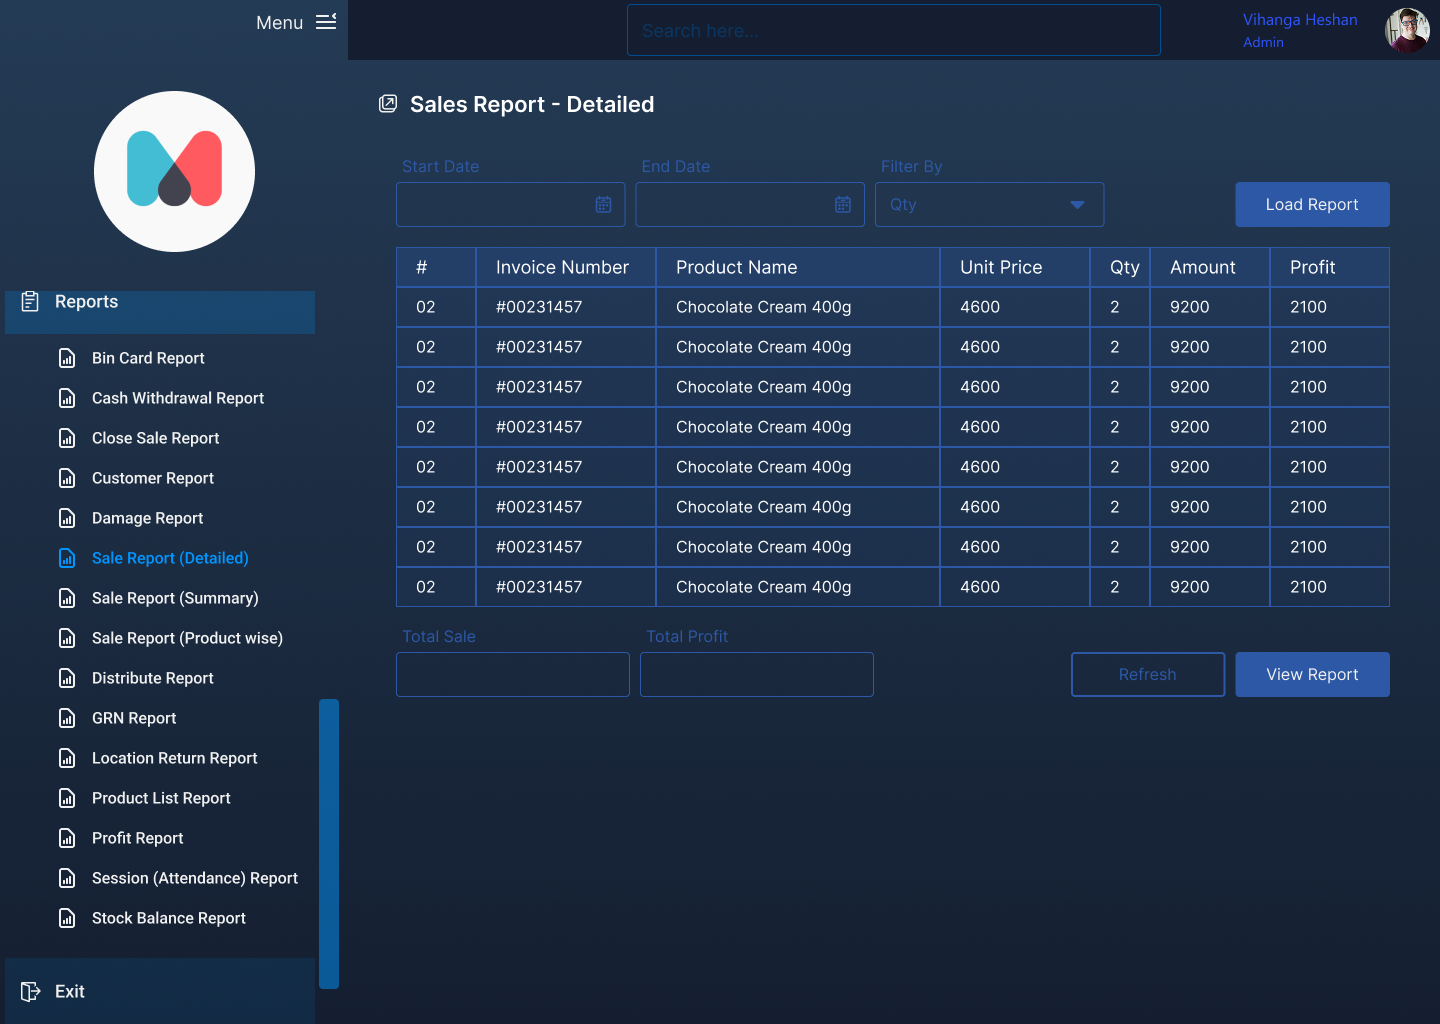 Menu
Search here...
Vihanga Heshan
Admin
Sales Report - Detailed
Start Date End Date Filter By
Qty
Load Report
# Invoice Number Product Name Unit Price Qty Amount Profit
02 #00231457 Chocolate Cream 400g 4600 2 9200 2100
02 #00231457 Chocolate Cream 400g 4600 2 9200 2100
02 #00231457 Chocolate Cream 400g 4600 2 9200 2100
02 #00231457 Chocolate Cream 400g 4600 2 9200 2100
02 #00231457 Chocolate Cream 400g 4600 2 9200 2100
02 #00231457 Chocolate Cream 400g 4600 2 9200 2100
02 #00231457 Chocolate Cream 400g 4600 2 9200 2100
02 #00231457 Chocolate Cream 400g 4600 2 9200 2100
Total Sale Total Profit
Refresh
View Report
Reports
Bin Card Report
Cash Withdrawal Report
Close Sale Report
Customer Report
Damage Report
Sale Report (Detailed)
Sale Report (Summary)
Sale Report (Product wise)
Distribute Report
GRN Report
Location Return Report
Product List Report
Profit Report
Session (Attendance) Report
Stock Balance Report
Exit